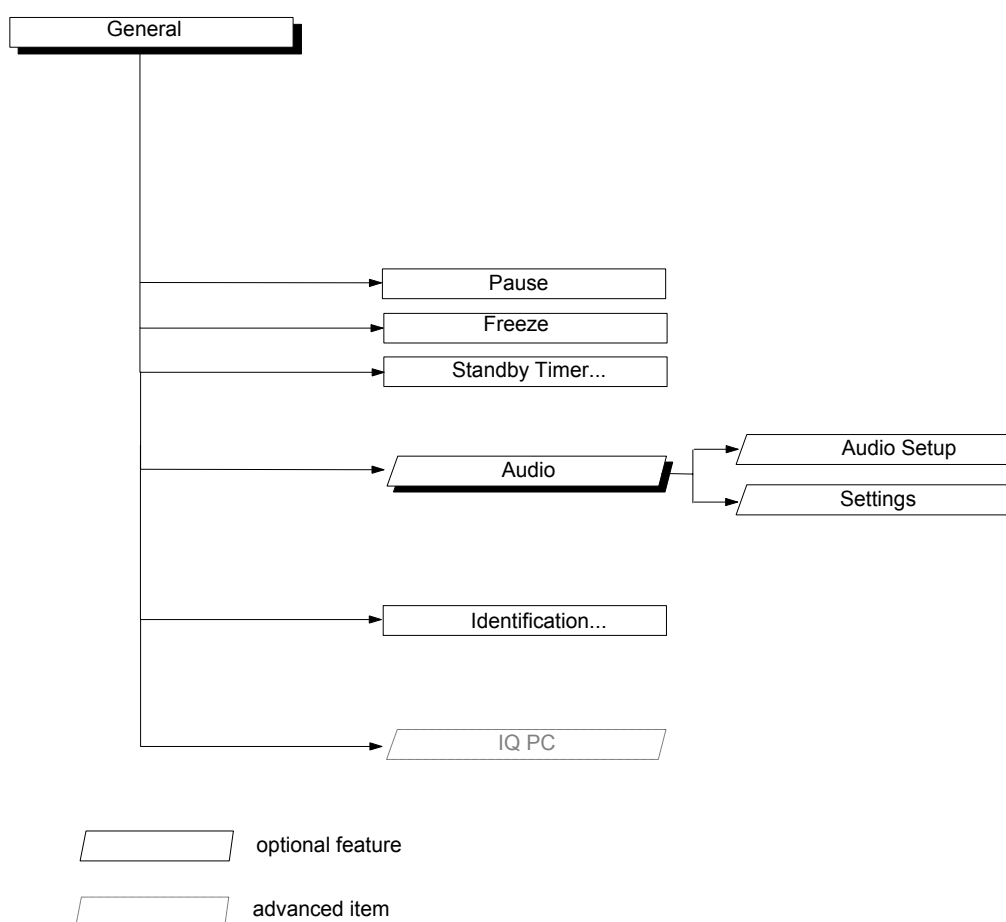 General
Pause
Freeze
Standby Timer...
Audio
Audio Setup
Settings
Identification...
IQ PC
optional feature
advanced item